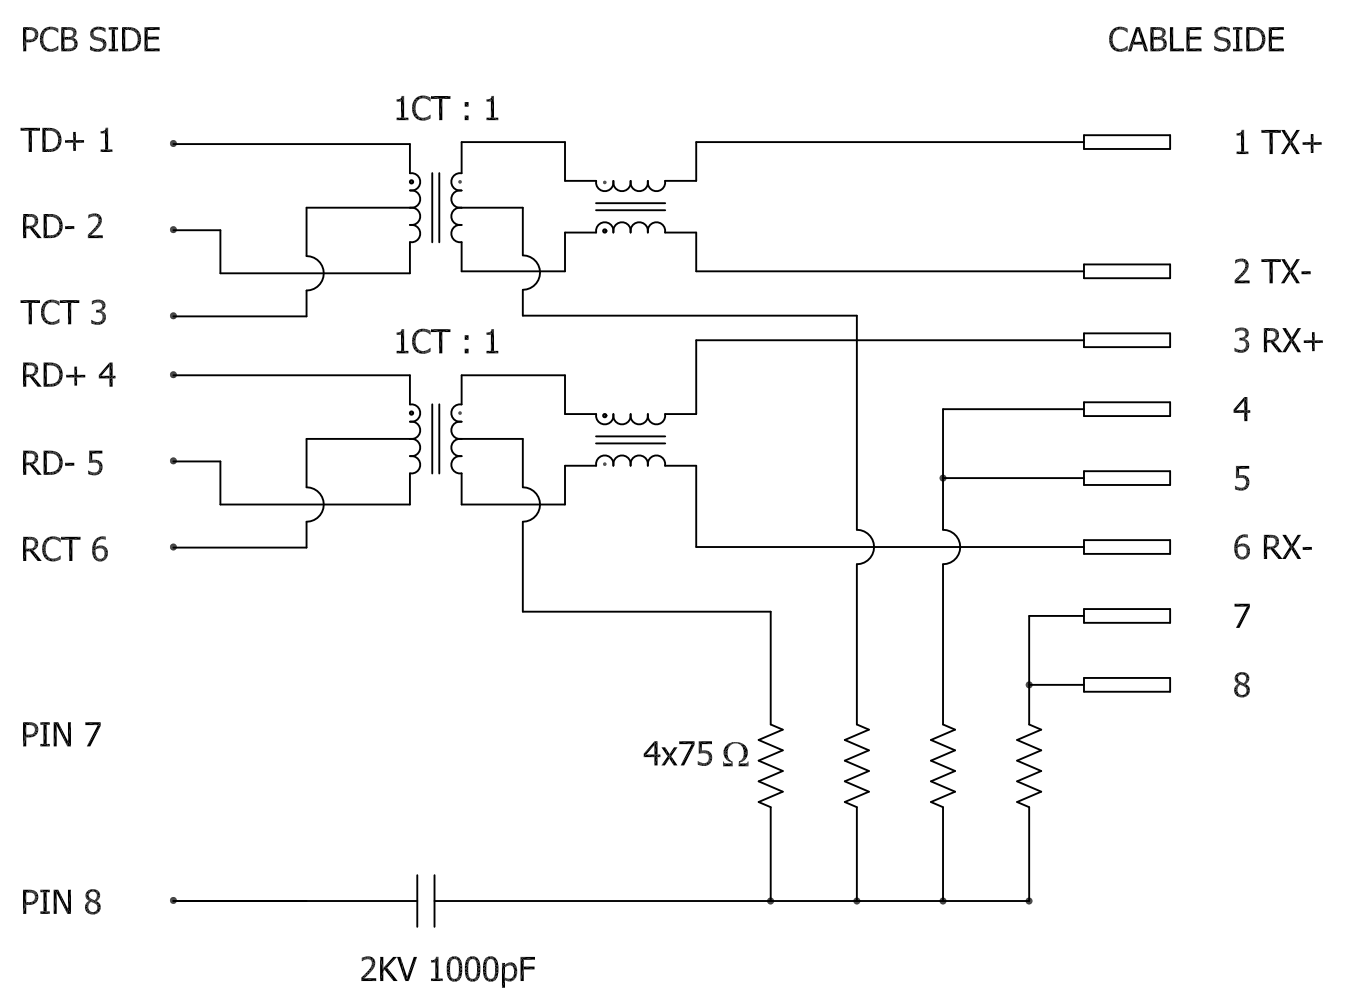 PCB SIDE
CABLE SIDE
1CT : 1
TD+ 1
1 TX+
RD- 2
2 TX-
TCT 3
1CT : 1
3 RX+
RD+ 4
4
RD- 5
5
RCT 6
6 RX-
7
8
PIN 7
4x75 Ω
PIN 8
2KV 1000pF